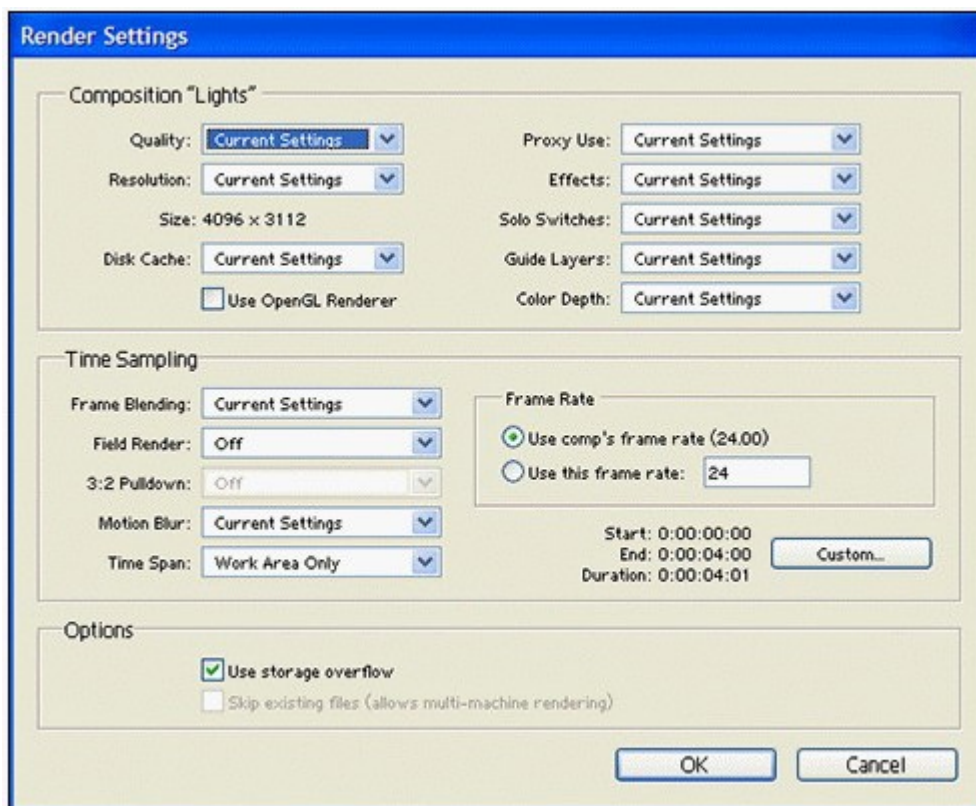 Render Settings
Composition "Lights"
Quality: Current Settings
Proxy Use: Current Settings
Resolution: Current Settings
Effects: Current Settings
Size: 4096 x 3112
Solo Switches: Current Settings
Disk Cache: Current Settings
Guide Layers: Current Settings
Use OpenGL Renderer
Color Depth: Current Settings
Time Sampling
Frame Blending: Current Settings
Field Render: Off
3:2 Pulldown: Off
Motion Blur: Current Settings
Time Span: Work Area Only
Frame Rate
Use comp's frame rate (24.00)
Use this frame rate: 24
Start: 0:00:00:00
End: 0:00:04:00
Duration: 0:00:04:01
Custom...
Options
Use storage overflow
Skip existing files (allows multi-machine rendering)
OK
Cancel